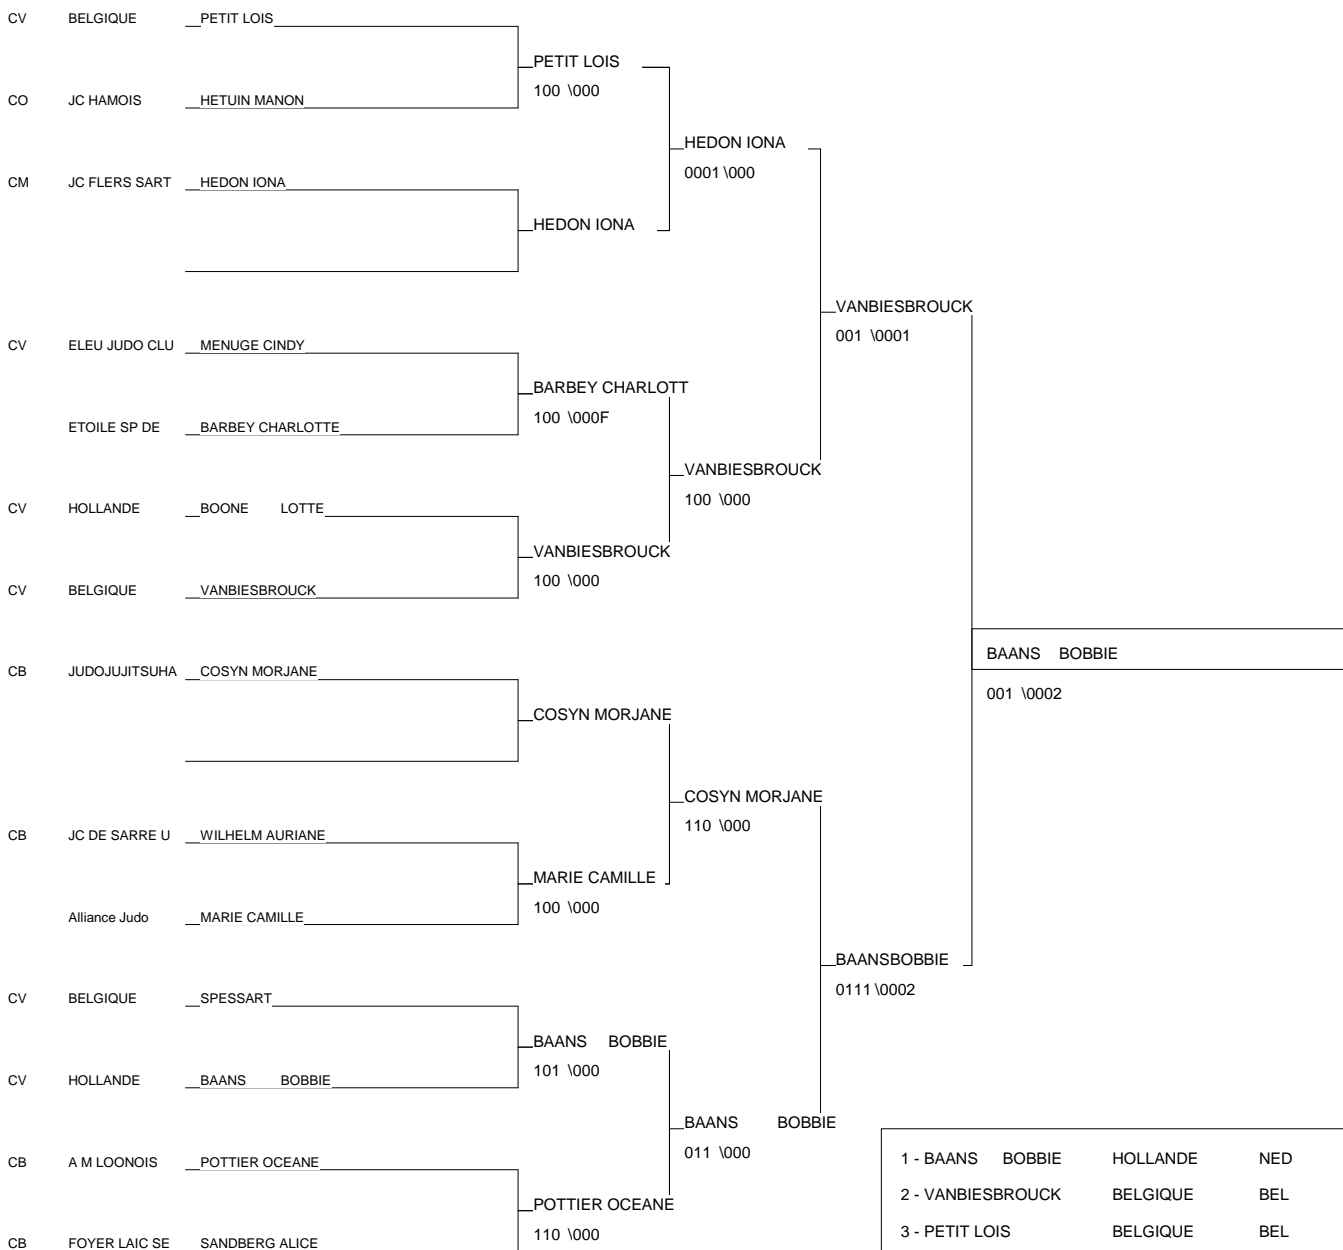 CV BELGIQUE PETIT LOIS
PETIT LOIS
100 \000
CO JC HAMOIS HETUIN MANON
HEDON IONA
0001 \000
CM JC FLERS SART HEDON IONA
HEDON IONA
VANBIESBROUCK
001 \0001
CV ELEU JUDO CLU MENUGE CINDY
BARBEY CHARLOTT
100 \000F
ETOILE SP DE BARBEY CHARLOTTE
VANBIESBROUCK
100 \000
CV HOLLANDE BOONE LOTTE
VANBIESBROUCK
100 \000
CV BELGIQUE VANBIESBROUCK
BAANS BOBBIE
001 \0002
CB JUDOJUJITSUHA COSYN MORJANE
COSYN MORJANE
COSYN MORJANE
110 \000
CB JC DE SARRE U WILHELM AURIANE
MARIE CAMILLE
100 \000
Alliance Judo MARIE CAMILLE
BAANSBOBBIE
0111 \0002
CV BELGIQUE SPESSART
BAANS BOBBIE
101 \000
CV HOLLANDE BAANS BOBBIE
BAANS BOBBIE
011 \000
CB A M LOONOIS POTTIER OCEANE
POTTIER OCEANE
110 \000
CB FOYER LAIC SE SANDBERG ALICE
1 - BAANS BOBBIE HOLLANDE NED
2 - VANBIESBROUCK BELGIQUE BEL
3 - PETIT LOIS BELGIQUE BEL